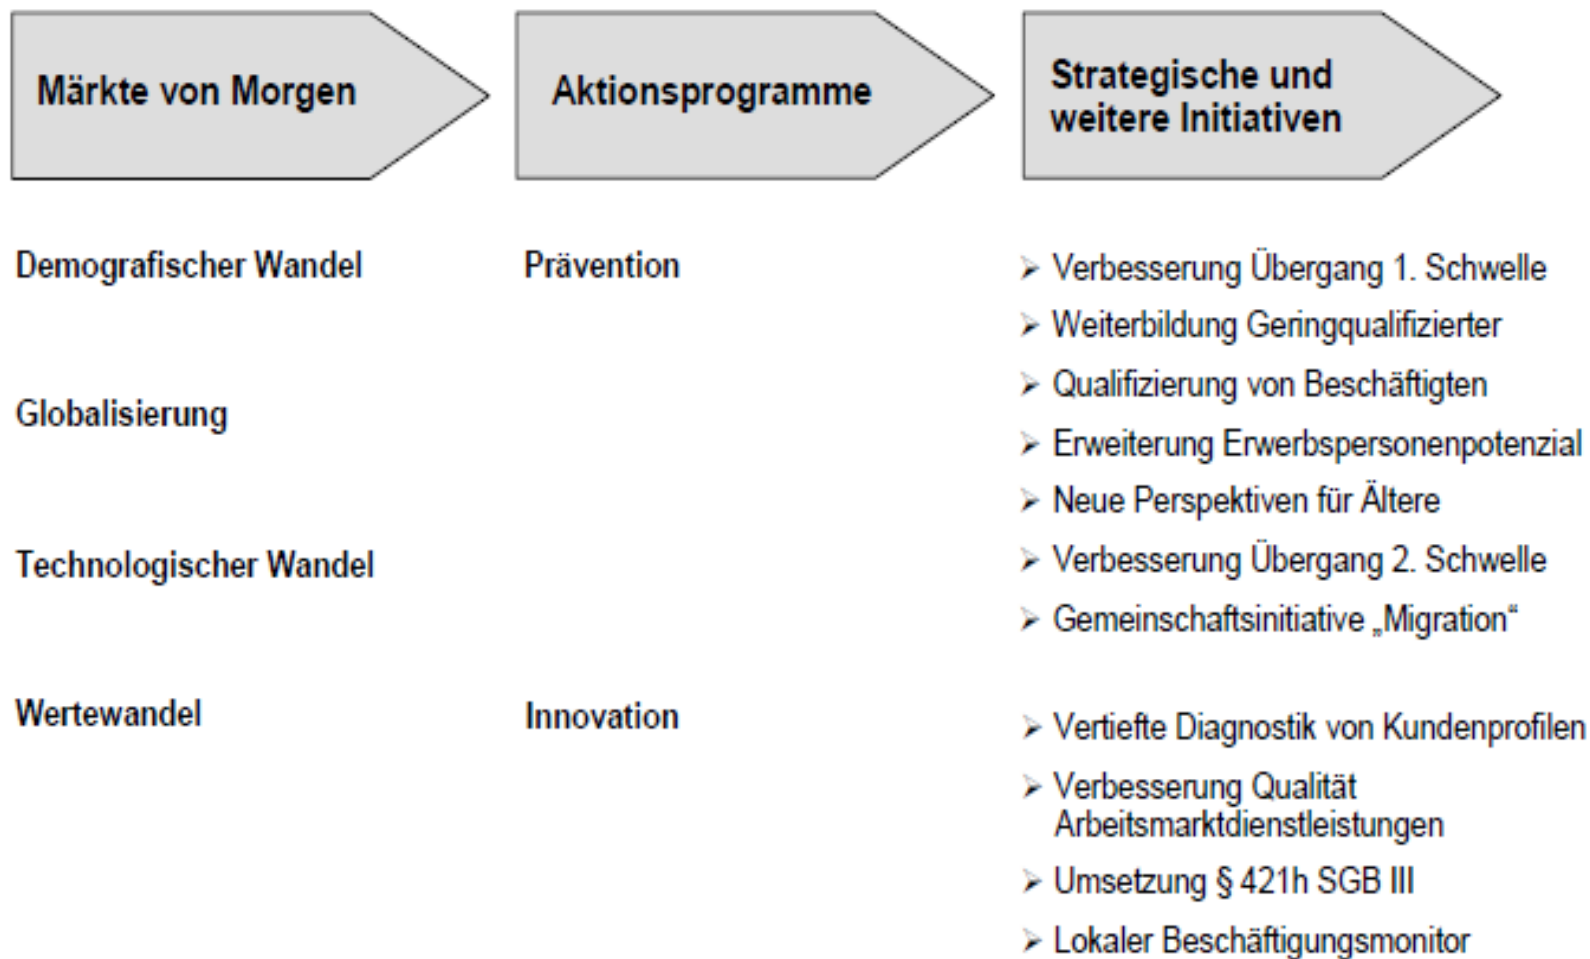 Märkte von Morgen
Aktionsprogramme
Strategische und
weitere Initiativen
Demografischer Wandel
Globalisierung
Technologischer Wandel
Wertewandel
Prävention
Innovation
➢ Verbesserung Übergang 1. Schwelle
➢ Weiterbildung Geringqualifizierter
➢ Qualifizierung von Beschäftigten
➢ Erweiterung Erwerbspersonenpotenzial
➢ Neue Perspektiven für Ältere
➢ Verbesserung Übergang 2. Schwelle
➢ Gemeinschaftsinitiative „Migration“
➢ Vertiefte Diagnostik von Kundenprofilen
➢ Verbesserung Qualität
Arbeitsmarktdienstleistungen
➢ Umsetzung § 421h SGB III
➢ Lokaler Beschäftigungsmonitor